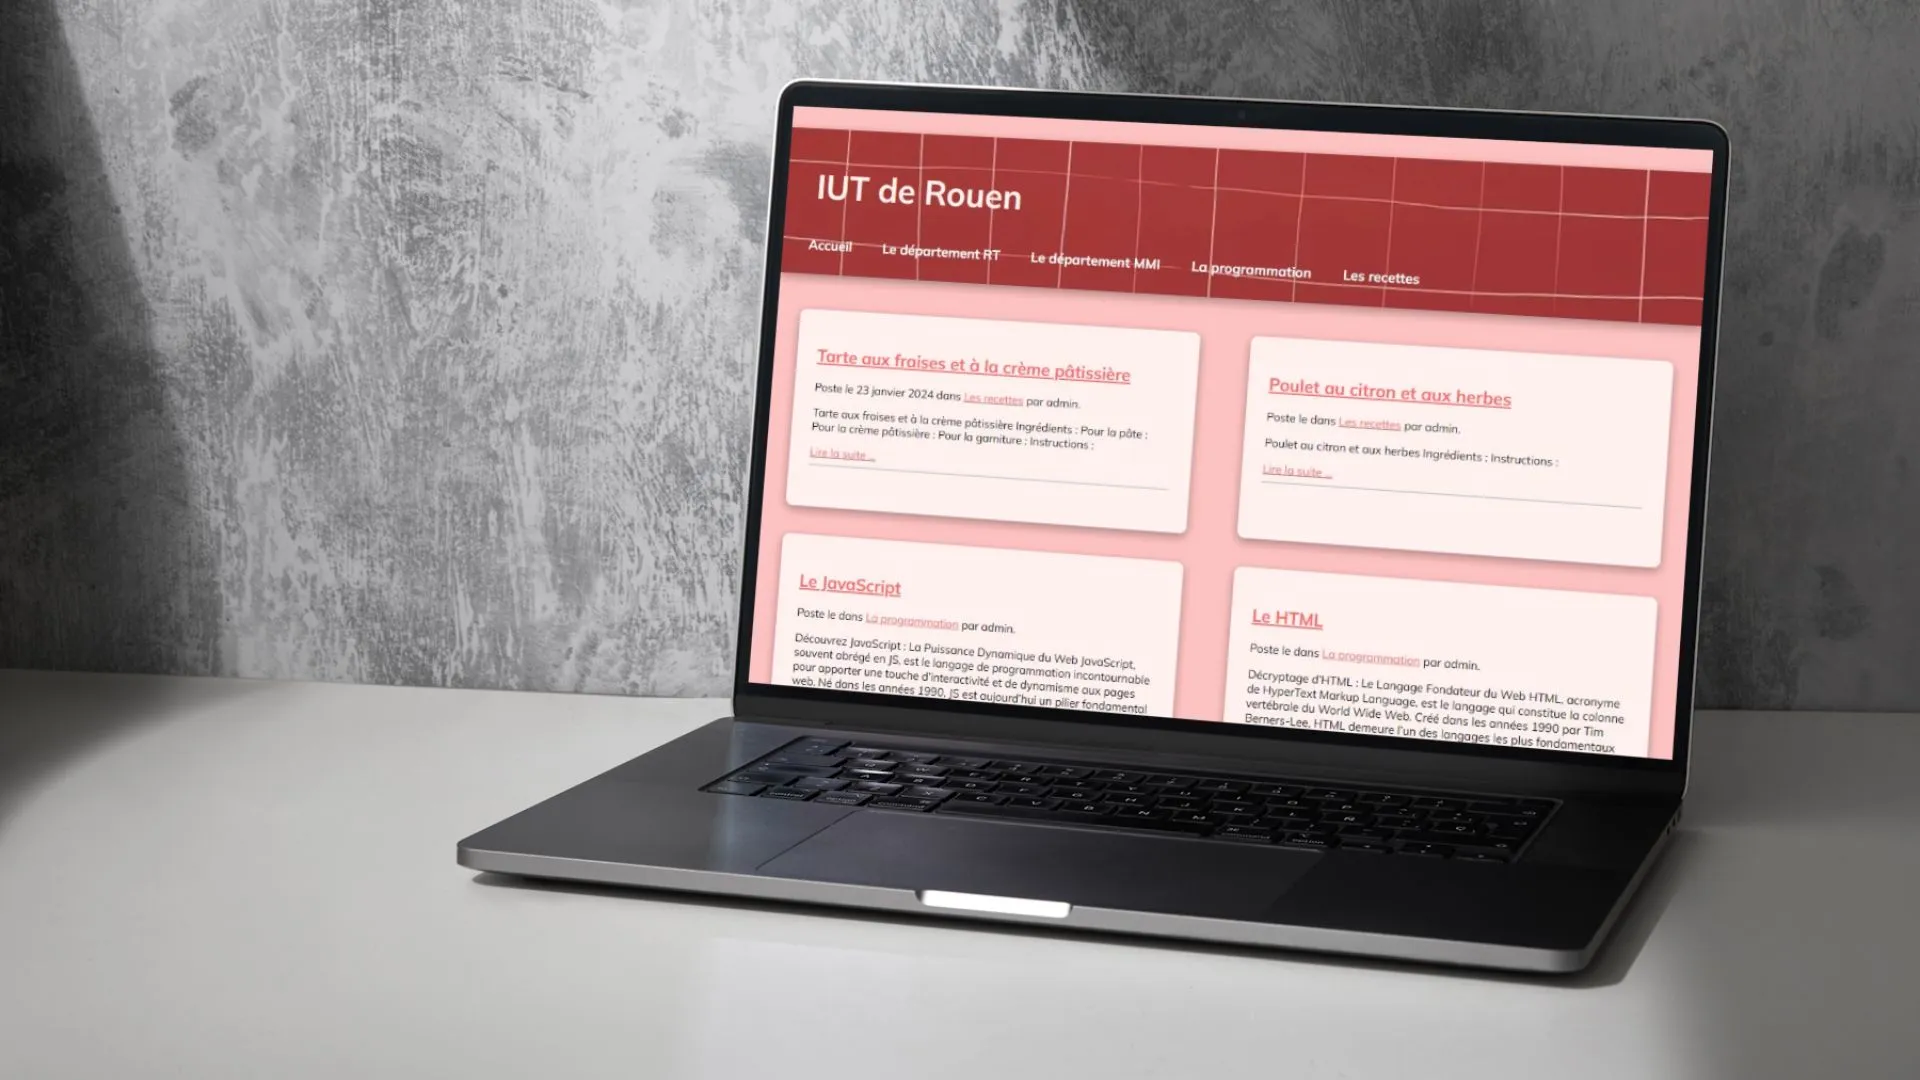 IUT de Rouen
Accueil Le département RT Le département MMI La programmation Les recettes
Tarte aux fraises et à la crème pâtissière
Poste le 23 janvier 2024 dans Les recettes par admin.
Tarte aux fraises et à la crème pâtissière Ingrédients : Pour la pâte :
Pour la crème pâtissière : Pour la garniture : Instructions :
Lire la suite ...
Poulet au citron et aux herbes
Poste le dans Les recettes par admin.
Poulet au citron et aux herbes Ingrédients : Instructions :
Lire la suite ...
Le JavaScript
Poste le dans La programmation par admin.
Découvrez JavaScript : La Puissance Dynamique du Web JavaScript,
souvent abrégé en JS, est le langage de programmation incontournable
pour apporter une touche d'interactivité et de dynamisme aux pages
web. Né dans les années 1990, JS est aujourd'hui un pilier fondamental
Le HTML
Poste le dans La programmation par admin.
Décryptage d'HTML : Le Langage Fondateur du Web HTML, acronyme
de HyperText Markup Language, est le langage qui constitue la colonne
vertébrale du World Wide Web. Créé dans les années 1990 par Tim
Berners-Lee, HTML demeure l'un des langages les plus fondamentaux